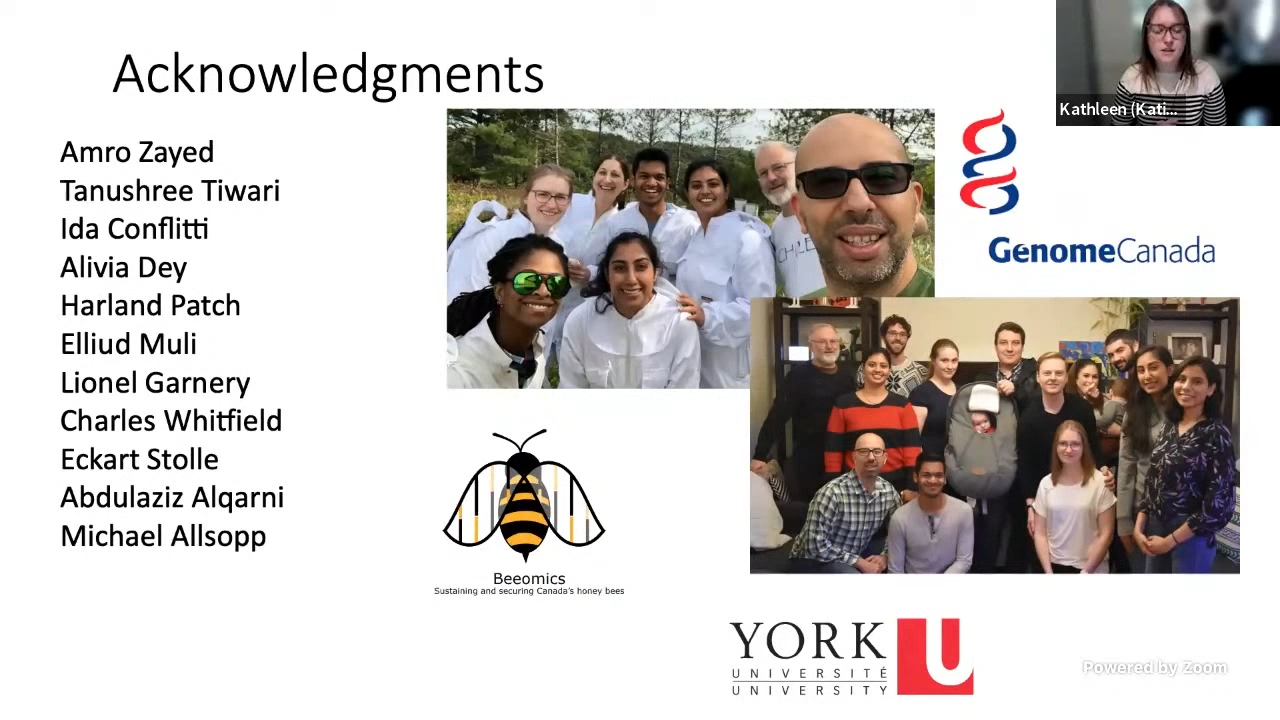 Acknowledgments
Kathleen (Kati...
Amro Zayed
Tanushree Tiwari
Ida Conflitti
Alivia Dey
Harland Patch
Elliud Muli
Lionel Garnery
Charles Whitfield
Eckart Stolle
Abdulaziz Alqarni
Michael Allsopp
GenomeCanada
Beeomics
Sustaining and securing Canada's honey bees
YORK U
UNIVERSITÉ
UNIVERSITY
Powered by Zoom